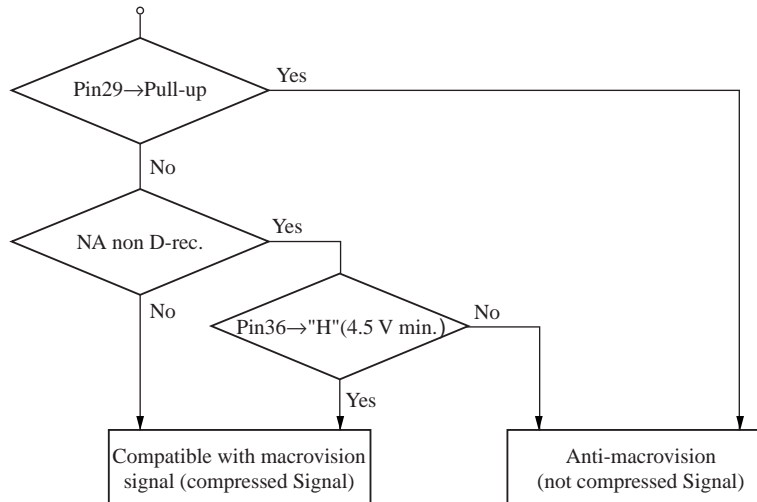 Pin29→Pull-up
Yes
No
NA non D-rec.
Yes
No
Pin36→"H"(4.5 V min.)
No
Yes
Compatible with macrovision
signal (compressed Signal)
Anti-macrovision
(not compressed Signal)